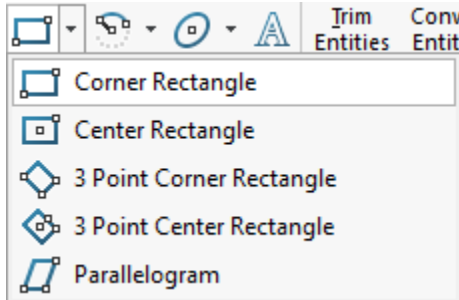 Trim Conv
Entities Entit
Corner Rectangle
Center Rectangle
3 Point Corner Rectangle
3 Point Center Rectangle
Parallelogram